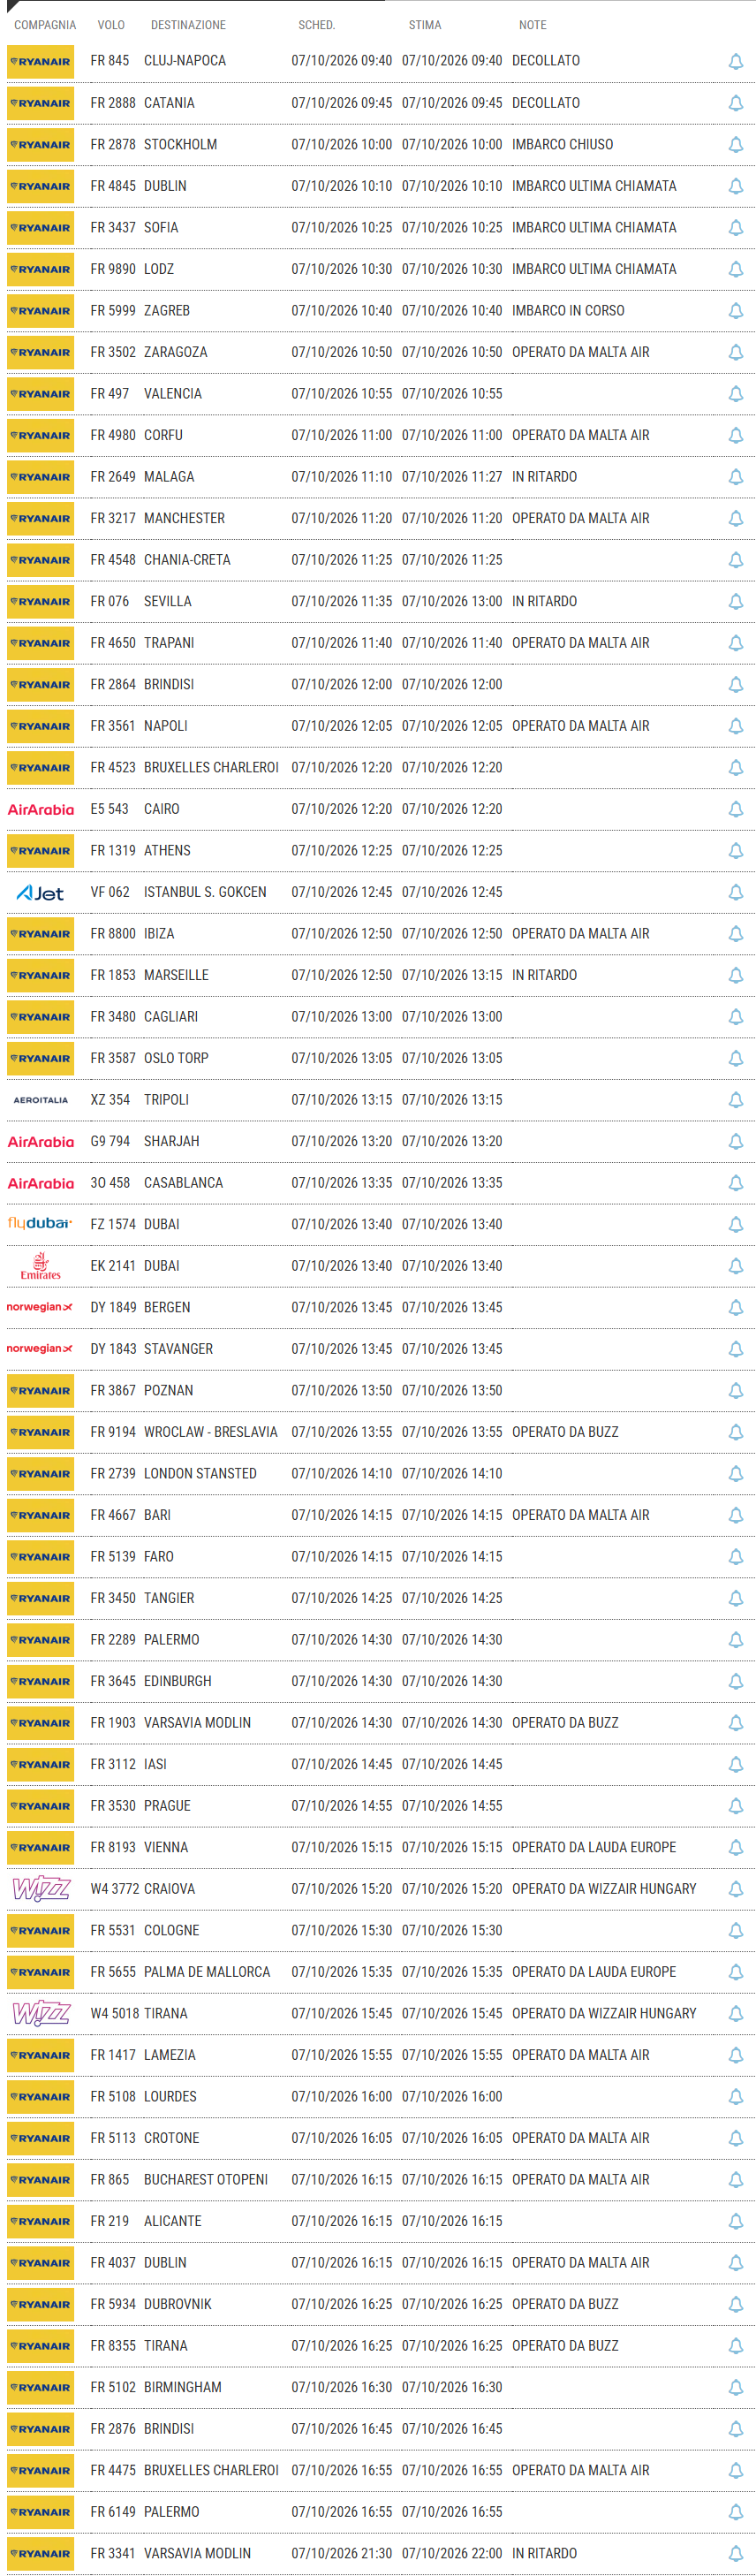 COMPAGNIA VOLO DESTINAZIONE SCHED. STIMA NOTE
RYANAIR FR 845 CLUJ-NAPOCA 07/10/2026 09:40 07/10/2026 09:40 DECOLLATO
RYANAIR FR 2888 CATANIA 07/10/2026 09:45 07/10/2026 09:45 DECOLLATO
RYANAIR FR 2878 STOCKHOLM 07/10/2026 10:00 07/10/2026 10:00 IMBARCO CHIUSO
RYANAIR FR 4845 DUBLIN 07/10/2026 10:10 07/10/2026 10:10 IMBARCO ULTIMA CHIAMATA
RYANAIR FR 3437 SOFIA 07/10/2026 10:25 07/10/2026 10:25 IMBARCO ULTIMA CHIAMATA
RYANAIR FR 9890 LODZ 07/10/2026 10:30 07/10/2026 10:30 IMBARCO ULTIMA CHIAMATA
RYANAIR FR 5999 ZAGREB 07/10/2026 10:40 07/10/2026 10:40 IMBARCO IN CORSO
RYANAIR FR 3502 ZARAGOZA 07/10/2026 10:50 07/10/2026 10:50 OPERATO DA MALTA AIR
RYANAIR FR 497 VALENCIA 07/10/2026 10:55 07/10/2026 10:55
RYANAIR FR 4980 CORFU 07/10/2026 11:00 07/10/2026 11:00 OPERATO DA MALTA AIR
RYANAIR FR 2649 MALAGA 07/10/2026 11:10 07/10/2026 11:27 IN RITARDO
RYANAIR FR 3217 MANCHESTER 07/10/2026 11:20 07/10/2026 11:20 OPERATO DA MALTA AIR
RYANAIR FR 4548 CHANIA-CRETA 07/10/2026 11:25 07/10/2026 11:25
RYANAIR FR 076 SEVILLA 07/10/2026 11:35 07/10/2026 13:00 IN RITARDO
RYANAIR FR 4650 TRAPANI 07/10/2026 11:40 07/10/2026 11:40 OPERATO DA MALTA AIR
RYANAIR FR 2864 BRINDISI 07/10/2026 12:00 07/10/2026 12:00
RYANAIR FR 3561 NAPOLI 07/10/2026 12:05 07/10/2026 12:05 OPERATO DA MALTA AIR
RYANAIR FR 4523 BRUXELLES CHARLEROI 07/10/2026 12:20 07/10/2026 12:20
AirArabia E5 543 CAIRO 07/10/2026 12:20 07/10/2026 12:20
RYANAIR FR 1319 ATHENS 07/10/2026 12:25 07/10/2026 12:25
AJet VF 062 ISTANBUL S. GOKCEN 07/10/2026 12:45 07/10/2026 12:45
RYANAIR FR 8800 IBIZA 07/10/2026 12:50 07/10/2026 12:50 OPERATO DA MALTA AIR
RYANAIR FR 1853 MARSEILLE 07/10/2026 12:50 07/10/2026 13:15 IN RITARDO
RYANAIR FR 3480 CAGLIARI 07/10/2026 13:00 07/10/2026 13:00
RYANAIR FR 3587 OSLO TORP 07/10/2026 13:05 07/10/2026 13:05
AEROITALIA XZ 354 TRIPOLI 07/10/2026 13:15 07/10/2026 13:15
AirArabia G9 794 SHARJAH 07/10/2026 13:20 07/10/2026 13:20
AirArabia 3O 458 CASABLANCA 07/10/2026 13:35 07/10/2026 13:35
flydubai FZ 1574 DUBAI 07/10/2026 13:40 07/10/2026 13:40
Emirates EK 2141 DUBAI 07/10/2026 13:40 07/10/2026 13:40
norwegian DY 1849 BERGEN 07/10/2026 13:45 07/10/2026 13:45
norwegian DY 1843 STAVANGER 07/10/2026 13:45 07/10/2026 13:45
RYANAIR FR 3867 POZNAN 07/10/2026 13:50 07/10/2026 13:50
RYANAIR FR 9194 WROCLAW - BRESLAVIA 07/10/2026 13:55 07/10/2026 13:55 OPERATO DA BUZZ
RYANAIR FR 2739 LONDON STANSTED 07/10/2026 14:10 07/10/2026 14:10
RYANAIR FR 4667 BARI 07/10/2026 14:15 07/10/2026 14:15 OPERATO DA MALTA AIR
RYANAIR FR 5139 FARO 07/10/2026 14:15 07/10/2026 14:15
RYANAIR FR 3450 TANGIER 07/10/2026 14:25 07/10/2026 14:25
RYANAIR FR 2289 PALERMO 07/10/2026 14:30 07/10/2026 14:30
RYANAIR FR 3645 EDINBURGH 07/10/2026 14:30 07/10/2026 14:30
RYANAIR FR 1903 VARSAVIA MODLIN 07/10/2026 14:30 07/10/2026 14:30 OPERATO DA BUZZ
RYANAIR FR 3112 IASI 07/10/2026 14:45 07/10/2026 14:45
RYANAIR FR 3530 PRAGUE 07/10/2026 14:55 07/10/2026 14:55
RYANAIR FR 8193 VIENNA 07/10/2026 15:15 07/10/2026 15:15 OPERATO DA LAUDA EUROPE
WIZZ W4 3772 CRAIOVA 07/10/2026 15:20 07/10/2026 15:20 OPERATO DA WIZZAIR HUNGARY
RYANAIR FR 5531 COLOGNE 07/10/2026 15:30 07/10/2026 15:30
RYANAIR FR 5655 PALMA DE MALLORCA 07/10/2026 15:35 07/10/2026 15:35 OPERATO DA LAUDA EUROPE
WIZZ W4 5018 TIRANA 07/10/2026 15:45 07/10/2026 15:45 OPERATO DA WIZZAIR HUNGARY
RYANAIR FR 1417 LAMEZIA 07/10/2026 15:55 07/10/2026 15:55 OPERATO DA MALTA AIR
RYANAIR FR 5108 LOURDES 07/10/2026 16:00 07/10/2026 16:00
RYANAIR FR 5113 CROTONE 07/10/2026 16:05 07/10/2026 16:05 OPERATO DA MALTA AIR
RYANAIR FR 865 BUCHAREST OTOPENI 07/10/2026 16:15 07/10/2026 16:15 OPERATO DA MALTA AIR
RYANAIR FR 219 ALICANTE 07/10/2026 16:15 07/10/2026 16:15
RYANAIR FR 4037 DUBLIN 07/10/2026 16:15 07/10/2026 16:15 OPERATO DA MALTA AIR
RYANAIR FR 5934 DUBROVNIK 07/10/2026 16:25 07/10/2026 16:25 OPERATO DA BUZZ
RYANAIR FR 8355 TIRANA 07/10/2026 16:25 07/10/2026 16:25 OPERATO DA BUZZ
RYANAIR FR 5102 BIRMINGHAM 07/10/2026 16:30 07/10/2026 16:30
RYANAIR FR 2876 BRINDISI 07/10/2026 16:45 07/10/2026 16:45
RYANAIR FR 4475 BRUXELLES CHARLEROI 07/10/2026 16:55 07/10/2026 16:55 OPERATO DA MALTA AIR
RYANAIR FR 6149 PALERMO 07/10/2026 16:55 07/10/2026 16:55
RYANAIR FR 3341 VARSAVIA MODLIN 07/10/2026 21:30 07/10/2026 22:00 IN RITARDO